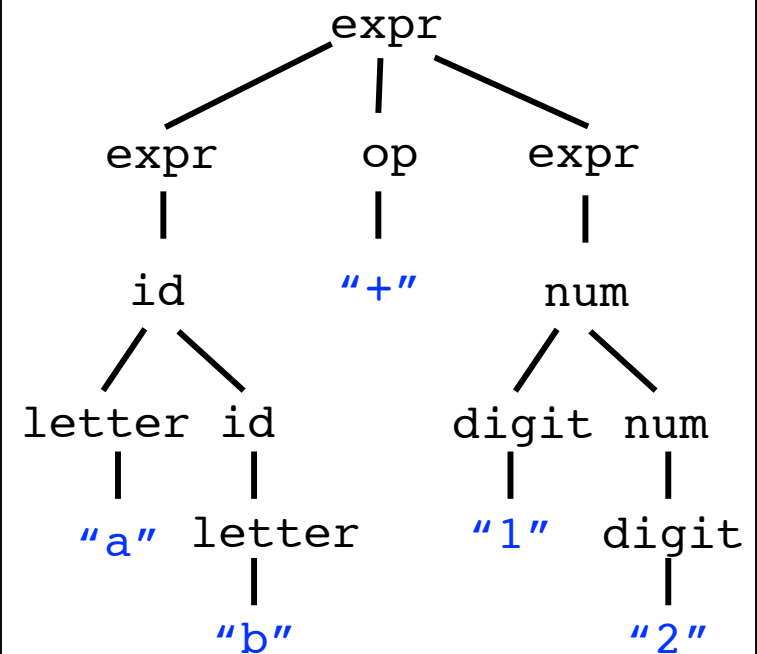 expr
expr op expr
id “+” num
letter id digit num
“a” letter “1” digit
“b” “2”